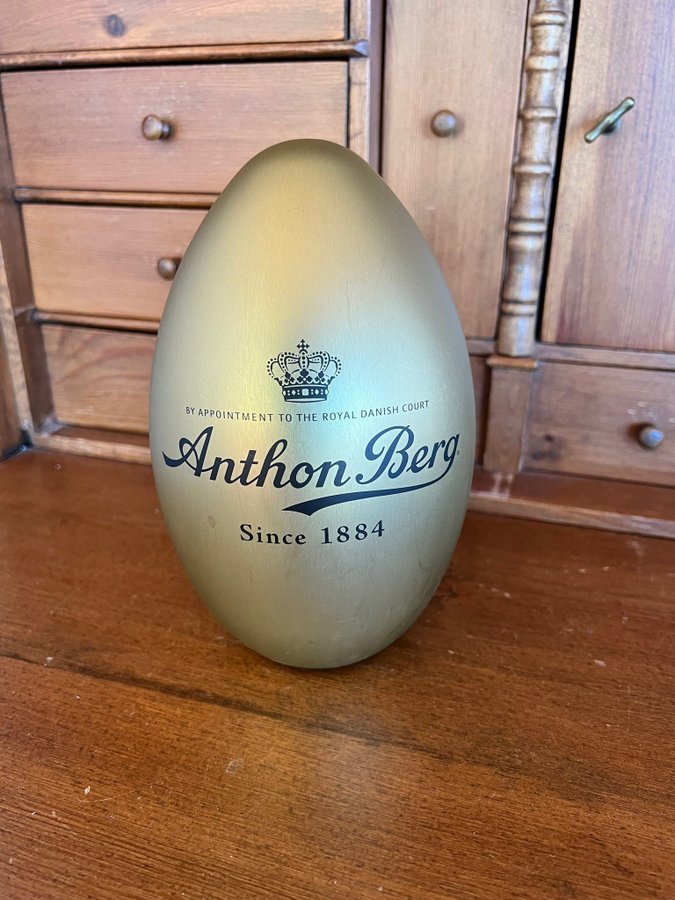 BY APPOINTMENT TO THE ROYAL DANISH COURT
Anthon Berg
Since 1884